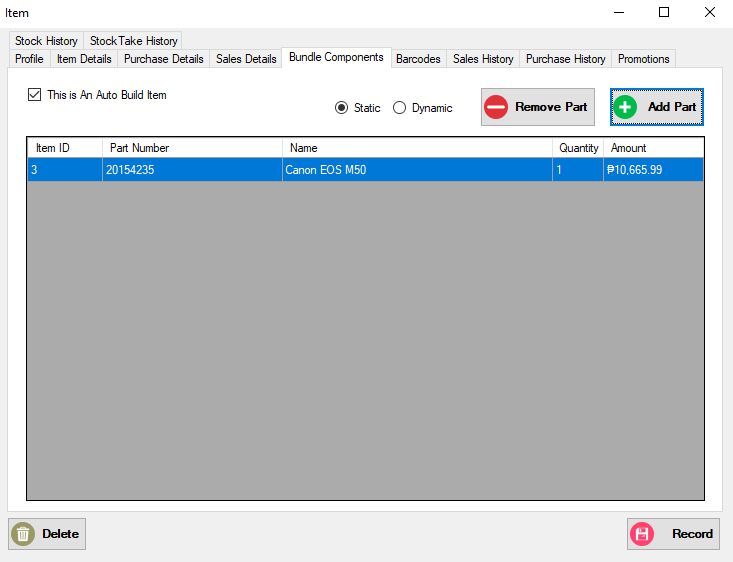 Item
Stock History StockTake History
Profile Item Details Purchase Details Sales Details Bundle Components Barcodes Sales History Purchase History Promotions
This is An Auto Build Item
Static Dynamic Remove Part Add Part
Item ID Part Number Name Quantity Amount
3 20154235 Canon EOS M50 1 ₱10,665.99
Delete Record